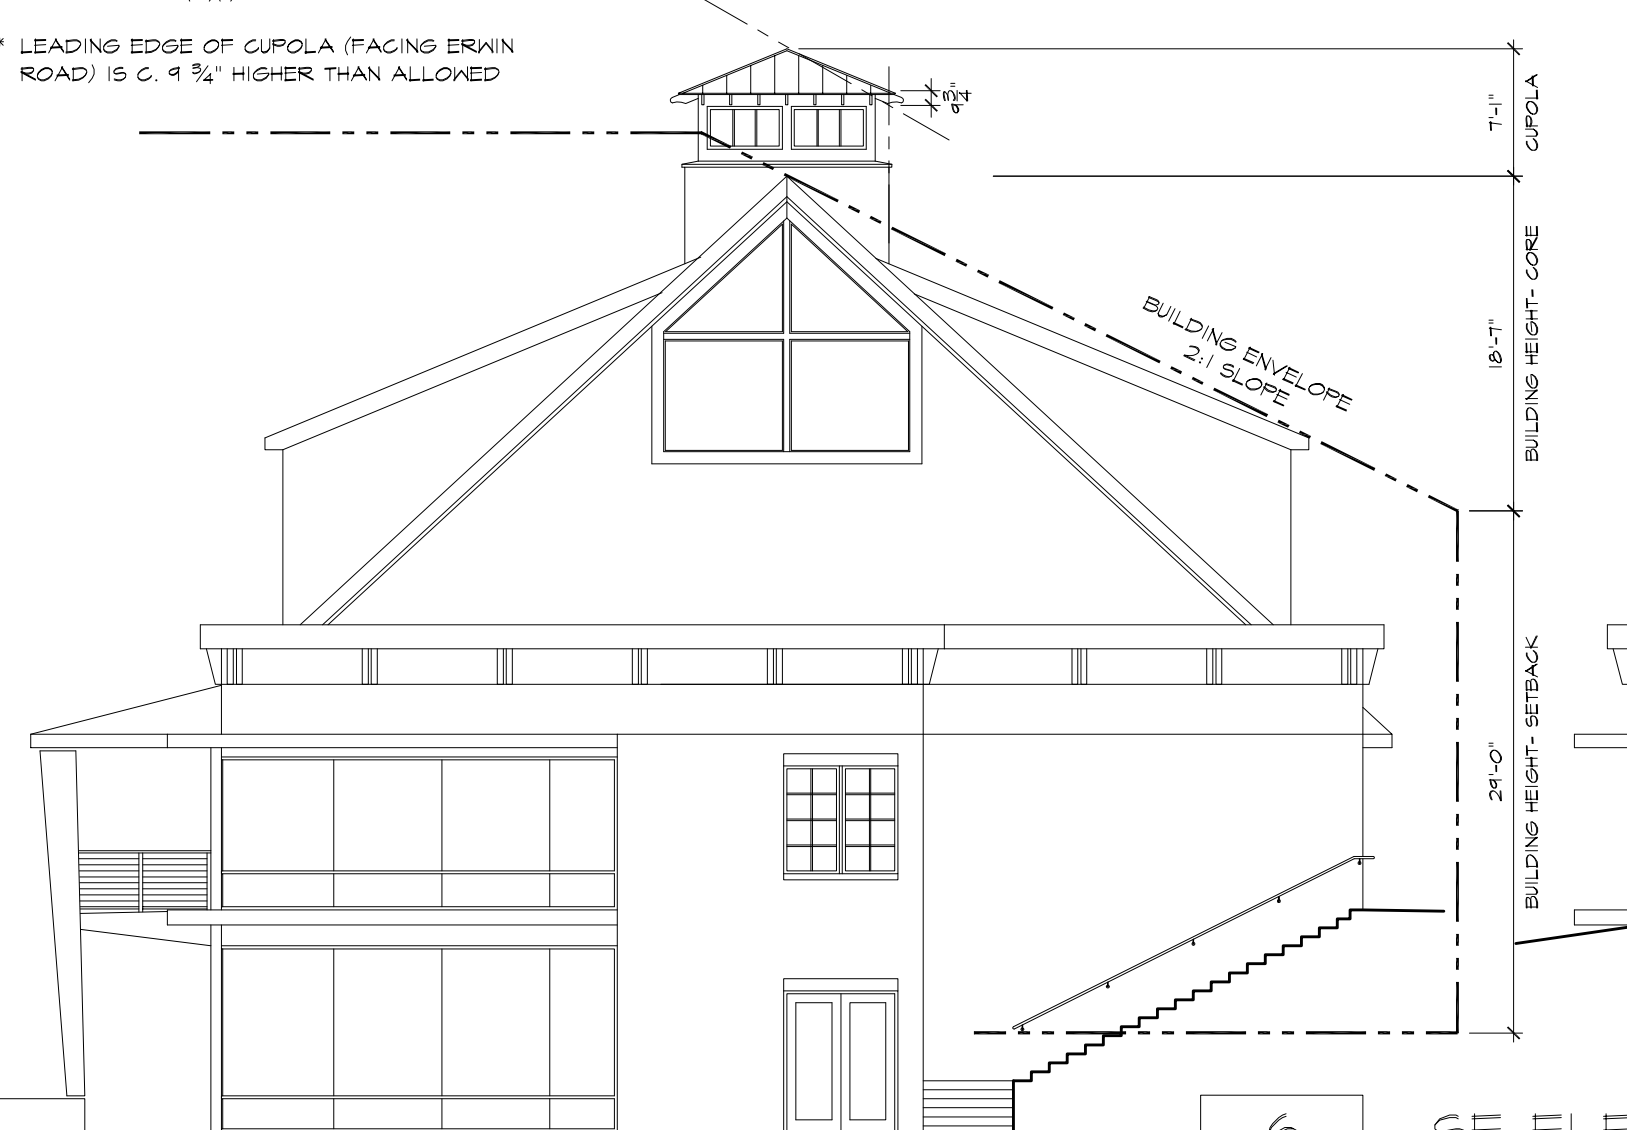 * LEADING EDGE OF CUPOLA (FACING ERWIN
ROAD) IS C. 9 ¾" HIGHER THAN ALLOWED
9 3/4"
7'-1"
CUPOLA
BUILDING ENVELOPE
2:1 SLOPE
18'-7"
BUILDING HEIGHT- CORE
29'-0"
BUILDING HEIGHT- SETBACK